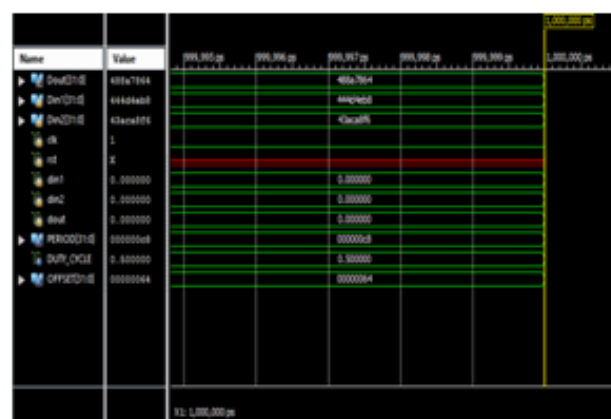 1,000,000 ps
Name Value 999,995 ps 999,996 ps 999,997 ps 999,998 ps 999,999 ps 1,000,000 ps
Dout[31:0] 488a7864 488a7864
Din1[31:0] 444d4ab8 444d4ab8
Din2[31:0] 43aca8f6 43aca8f6
clk 1
rst X
din1 0.000000 0.000000
din2 0.000000 0.000000
dout 0.000000 0.000000
PERIOD[31:0] 000000c8 000000c8
DUTY_CYCLE 0.500000 0.500000
OFFSET[31:0] 00000064 00000064
X1: 1,000,000 ps